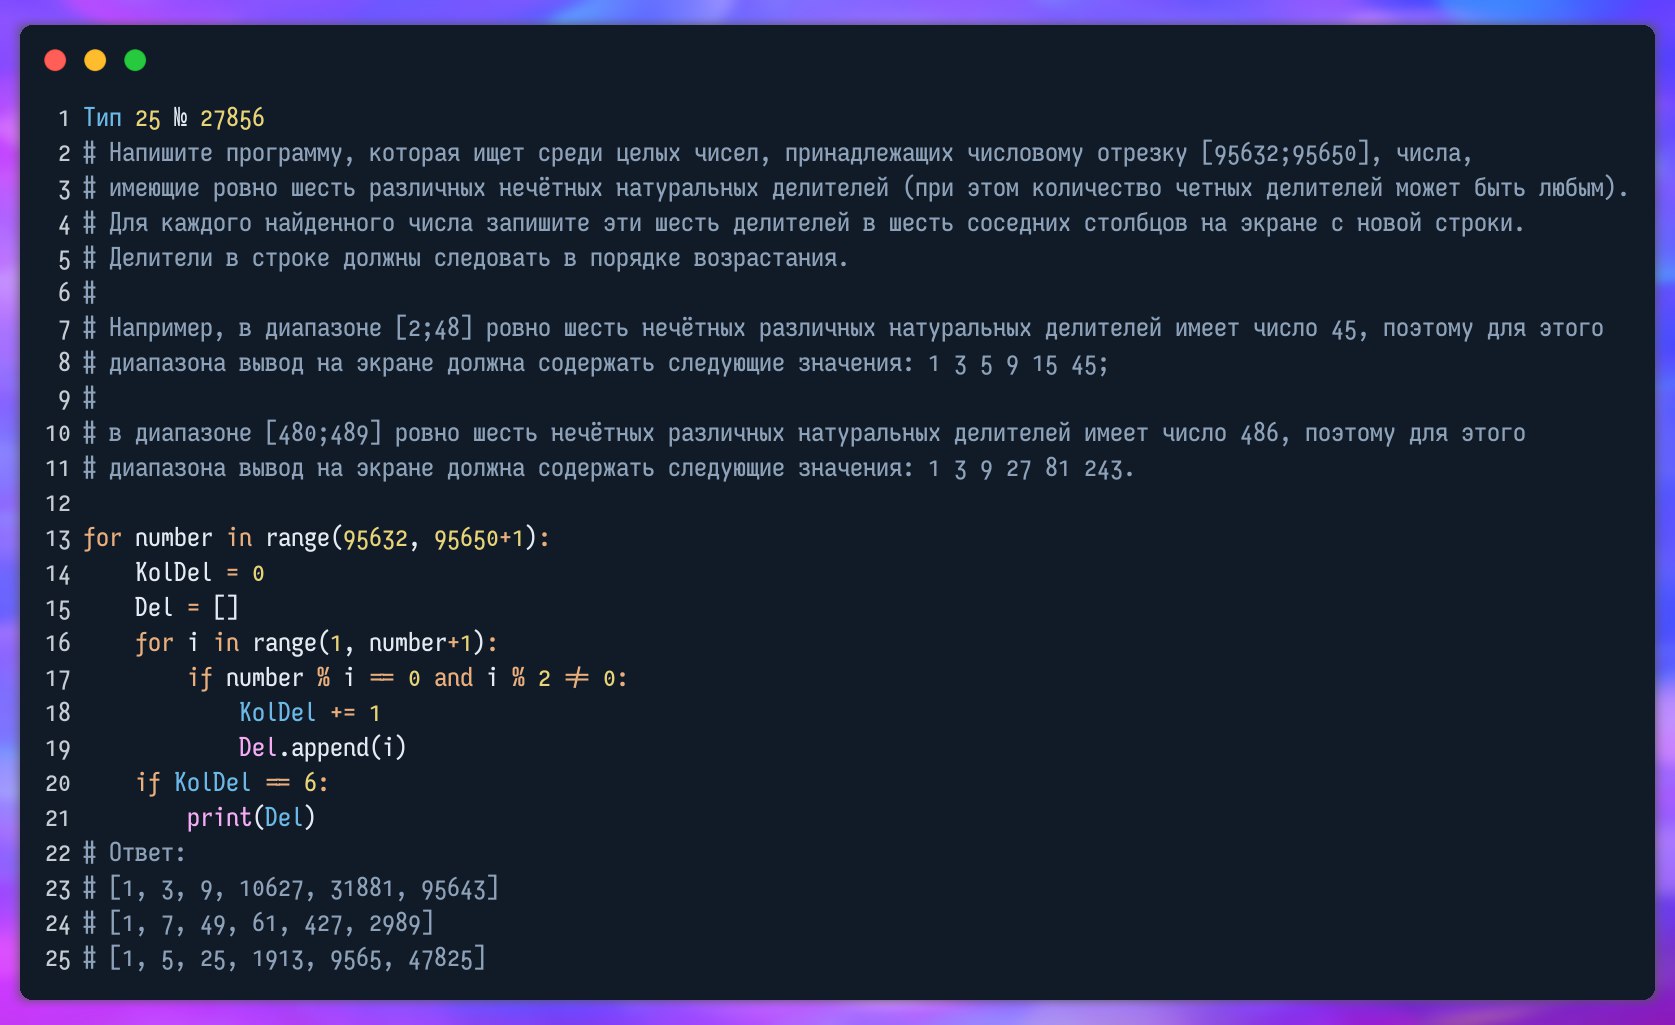 1 Тип 25 № 27856
2 # Напишите программу, которая ищет среди целых чисел, принадлежащих числовому отрезку [95632;95650], числа,
3 # имеющие ровно шесть различных нечётных натуральных делителей (при этом количество четных делителей может быть любым).
4 # Для каждого найденного числа запишите эти шесть делителей в шесть соседних столбцов на экране с новой строки.
5 # Делители в строке должны следовать в порядке возрастания.
6 #
7 # Например, в диапазоне [2;48] ровно шесть нечётных различных натуральных делителей имеет число 45, поэтому для этого
8 # диапазона вывод на экране должна содержать следующие значения: 1 3 5 9 15 45;
9 #
10 # в диапазоне [480;489] ровно шесть нечётных различных натуральных делителей имеет число 486, поэтому для этого
11 # диапазона вывод на экране должна содержать следующие значения: 1 3 9 27 81 243.
12
13 for number in range(95632, 95650+1):
14     KolDel = 0
15     Del = []
16     for i in range(1, number+1):
17         if number % i == 0 and i % 2 != 0:
18             KolDel += 1
19             Del.append(i)
20     if KolDel == 6:
21         print(Del)
22 # Ответ:
23 # [1, 3, 9, 10627, 31881, 95643]
24 # [1, 7, 49, 61, 427, 2989]
25 # [1, 5, 25, 1913, 9565, 47825]